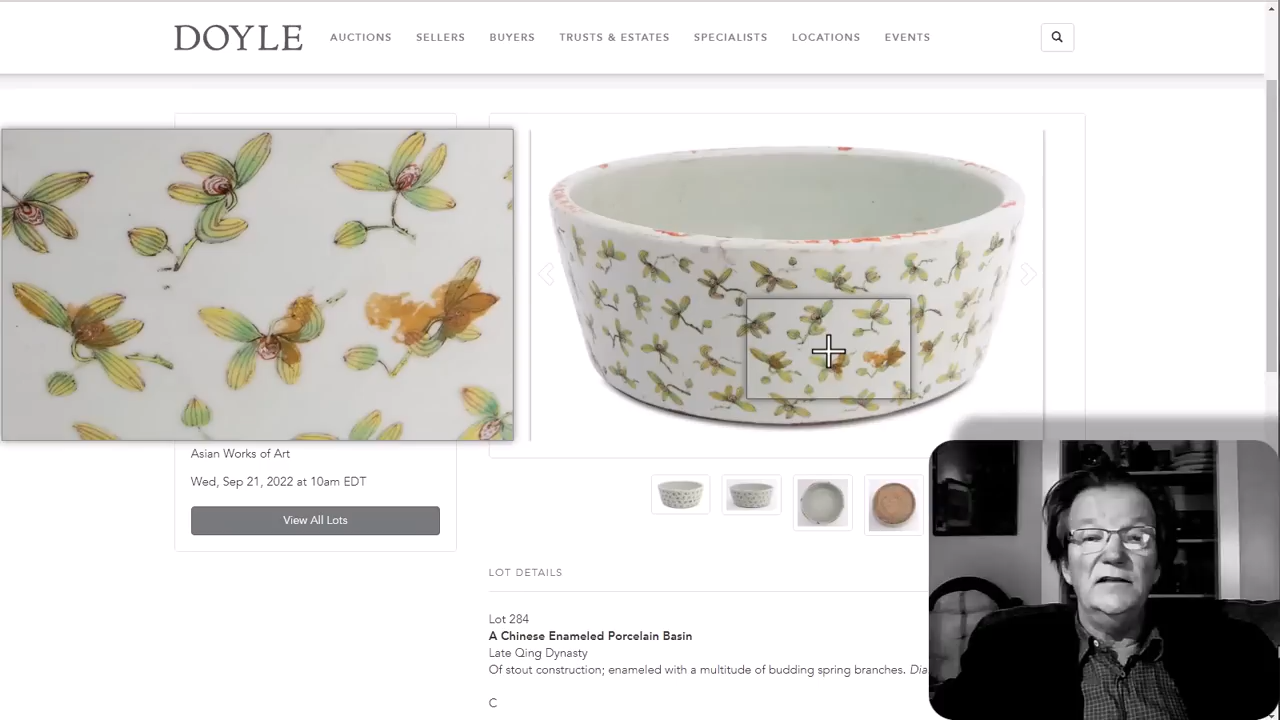 DOYLE
AUCTIONS SELLERS BUYERS TRUSTS & ESTATES SPECIALISTS LOCATIONS EVENTS
Asian Works of Art
Wed, Sep 21, 2022 at 10am EDT
View All Lots
LOT DETAILS
Lot 284
A Chinese Enameled Porcelain Basin
Late Qing Dynasty
Of stout construction; enameled with a multitude of budding spring branches. Dia
C